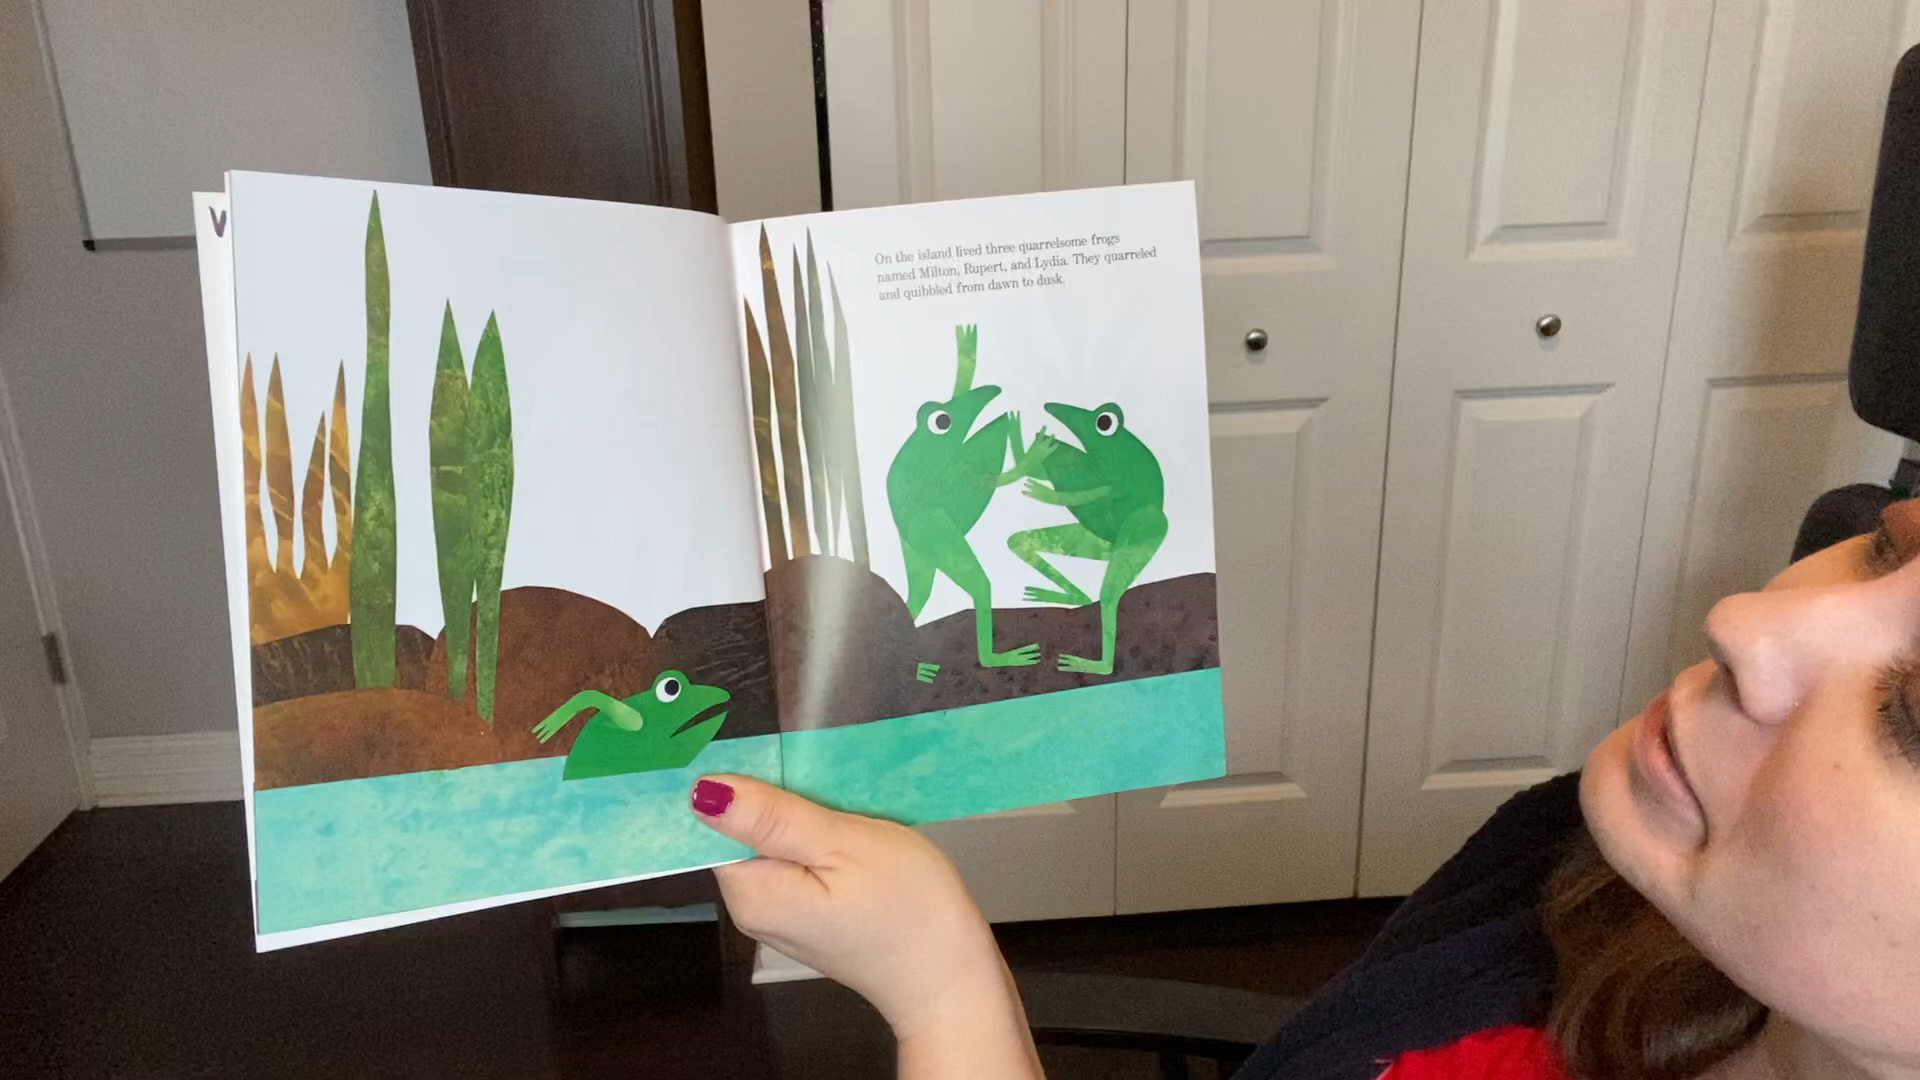 V
On the island lived three quarrelsome frogs
named Milton, Rupert, and Lydia. They quarreled
and quibbled from dawn to dusk.